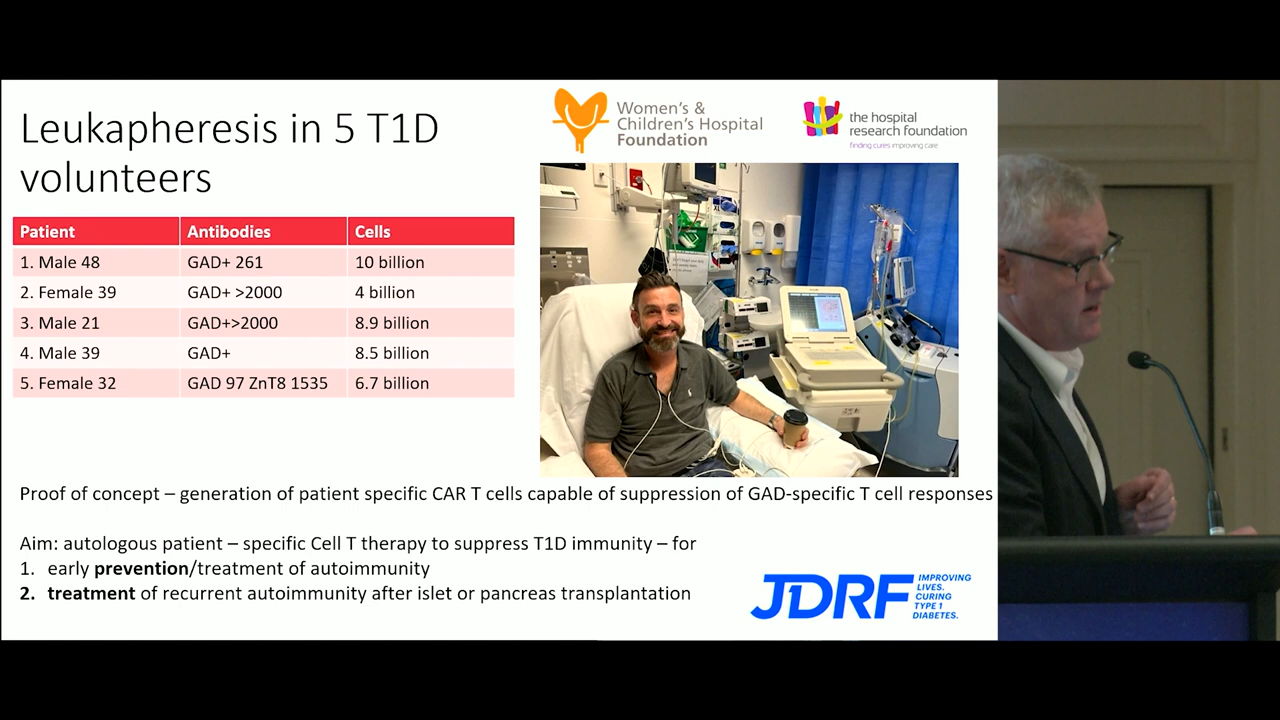 Leukapheresis in 5 T1D
volunteers
Women's &
Children's Hospital
Foundation
the hospital
research foundation
finding cures improving care
Patient Antibodies Cells
1. Male 48 GAD+ 261 10 billion
2. Female 39 GAD+ >2000 4 billion
3. Male 21 GAD+>2000 8.9 billion
4. Male 39 GAD+ 8.5 billion
5. Female 32 GAD 97 ZnT8 1535 6.7 billion
Proof of concept – generation of patient specific CAR T cells capable of suppression of GAD-specific T cell responses
Aim: autologous patient – specific Cell T therapy to suppress T1D immunity – for
1. early prevention/treatment of autoimmunity
2. treatment of recurrent autoimmunity after islet or pancreas transplantation
JDRF
IMPROVING
LIVES.
CURING
TYPE 1
DIABETES.